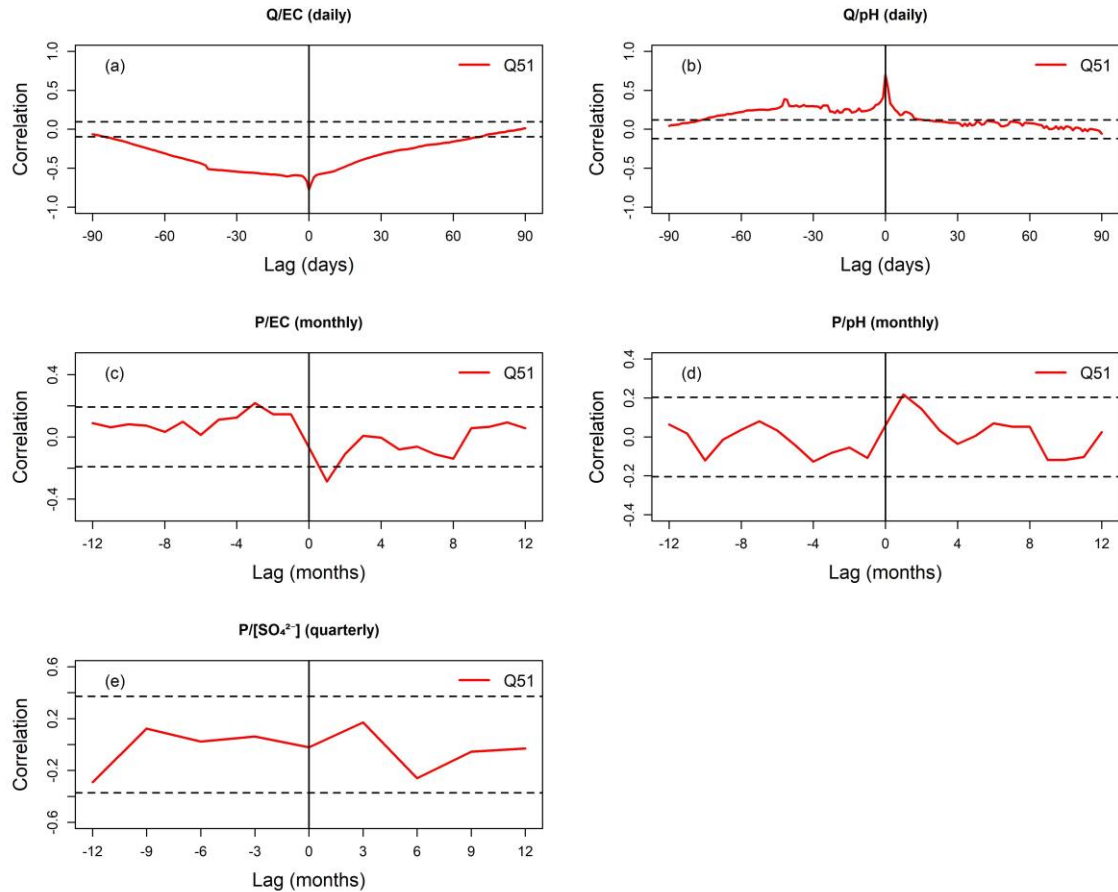 Q/EC (daily)
(a)
Q51
1.0
0.5
0.0
-0.5
-1.0
Correlation
-90 -60 -30 0 30 60 90
Lag (days)
Q/pH (daily)
(b)
Q51
1.0
0.5
0.0
-0.5
-1.0
Correlation
-90 -60 -30 0 30 60 90
Lag (days)
P/EC (monthly)
(c)
Q51
0.4
0.0
-0.4
Correlation
-12 -8 -4 0 4 8 12
Lag (months)
P/pH (monthly)
(d)
Q51
0.4
0.2
0.0
-0.2
-0.4
Correlation
-12 -8 -4 0 4 8 12
Lag (months)
P/[SO₄²⁻] (quarterly)
(e)
Q51
0.6
0.2
-0.2
-0.6
Correlation
-12 -9 -6 -3 0 3 6 9 12
Lag (months)